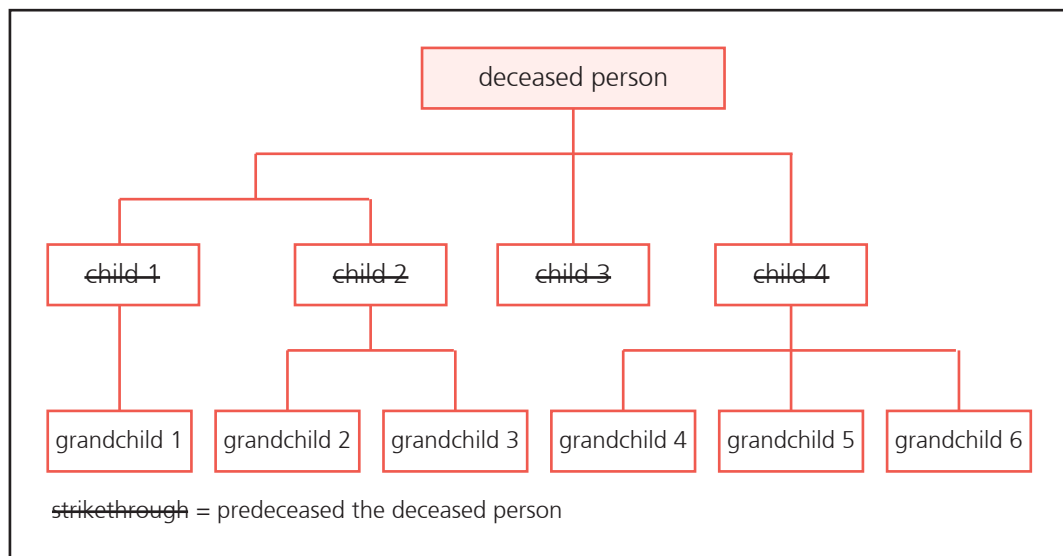 deceased person
child 1
child 2
child 3
child 4
grandchild 1
grandchild 2
grandchild 3
grandchild 4
grandchild 5
grandchild 6
strikethrough = predeceased the deceased person